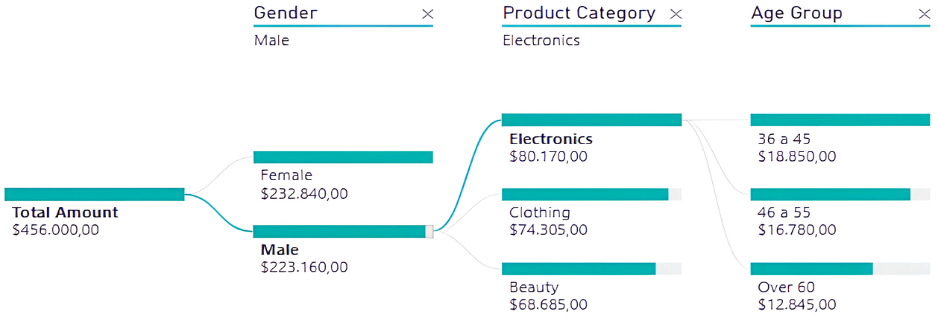 Gender
Product Category
Age Group
Male
Electronics
Total Amount
$456.000,00
Female
$232.840,00
Male
$223.160,00
Electronics
$80.170,00
Clothing
$74.305,00
Beauty
$68.685,00
36 a 45
$18.850,00
46 a 55
$16.780,00
Over 60
$12.845,00